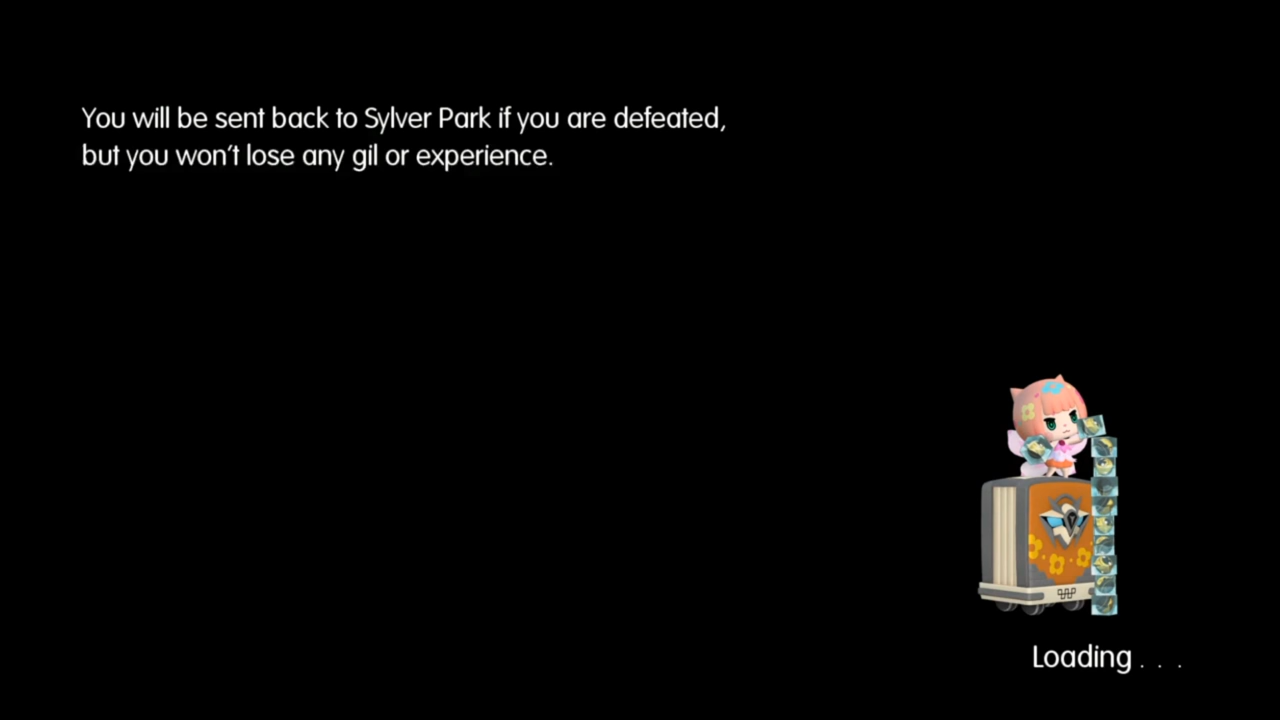 You will be sent back to Sylver Park if you are defeated,
but you won't lose any gil or experience.
Loading . . .